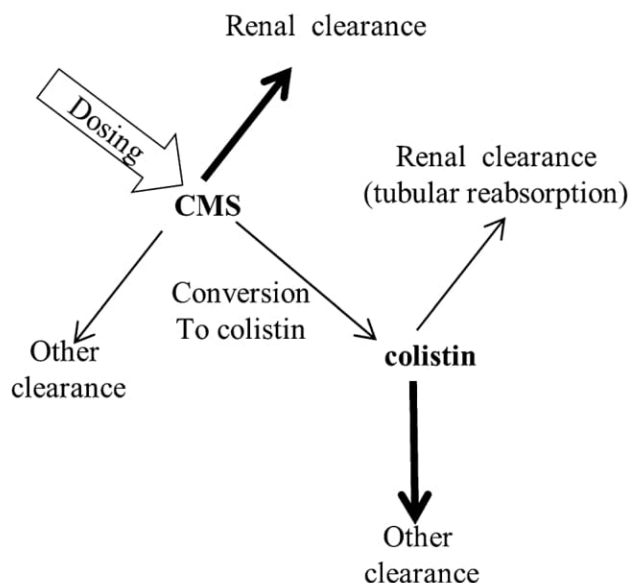 Renal clearance
Dosing
Renal clearance
(tubular reabsorption)
CMS
Conversion
To colistin
Other
clearance
colistin
Other
clearance